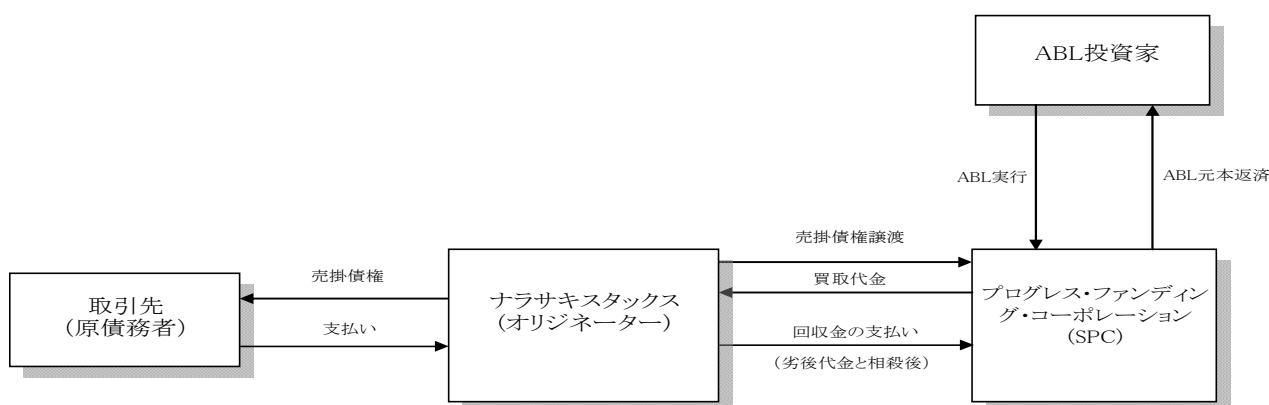 ABL投資家
ABL実行
ABL元本返済
売掛債権譲渡
売掛債権
買取代金
取引先
(原債務者)
ナラサキスタックス
(オリジネーター)
プログレス・ファンディン
グ・コーポレーション
(SPC)
支払い
回収金の支払い
(劣後代金と相殺後)